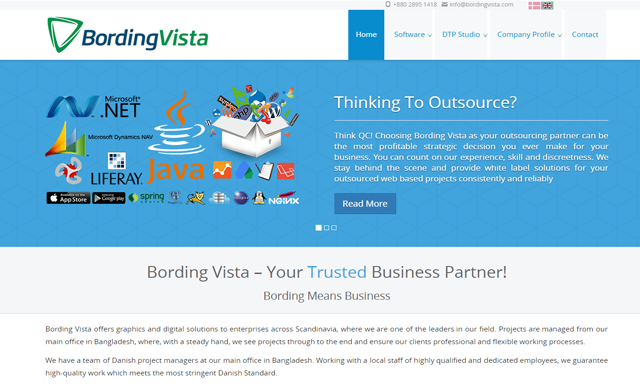 +880 2895 1418 info@bordingvista.com
BordingVista
Home Software DTP Studio Company Profile Contact
Microsoft®
.NET
Microsoft Dynamics NAV
LIFERAY.
Java
Thinking To Outsource?
Think QC! Choosing Bording Vista as your outsourcing partner can be
the most profitable strategic decision you ever make for your
business. You can count on our experience, skill and discreetness. We
stay behind the scene and provide white label solutions for your
outsourced web based projects consistently and reliably
App Store Google play spring NGINX
Read More
Bording Vista – Your Trusted Business Partner!
Bording Means Business
Bording Vista offers graphics and digital solutions to enterprises across Scandinavia, where we are one of the leaders in our field. Projects are managed from our
main office in Bangladesh, where, with a steady hand, we see projects through to the end and ensure our clients professional and flexible working processes.
We have a team of Danish project managers at our main office in Bangladesh. Working with a local staff of highly qualified and dedicated employees, we guarantee
high-quality work which meets the most stringent Danish Standard.